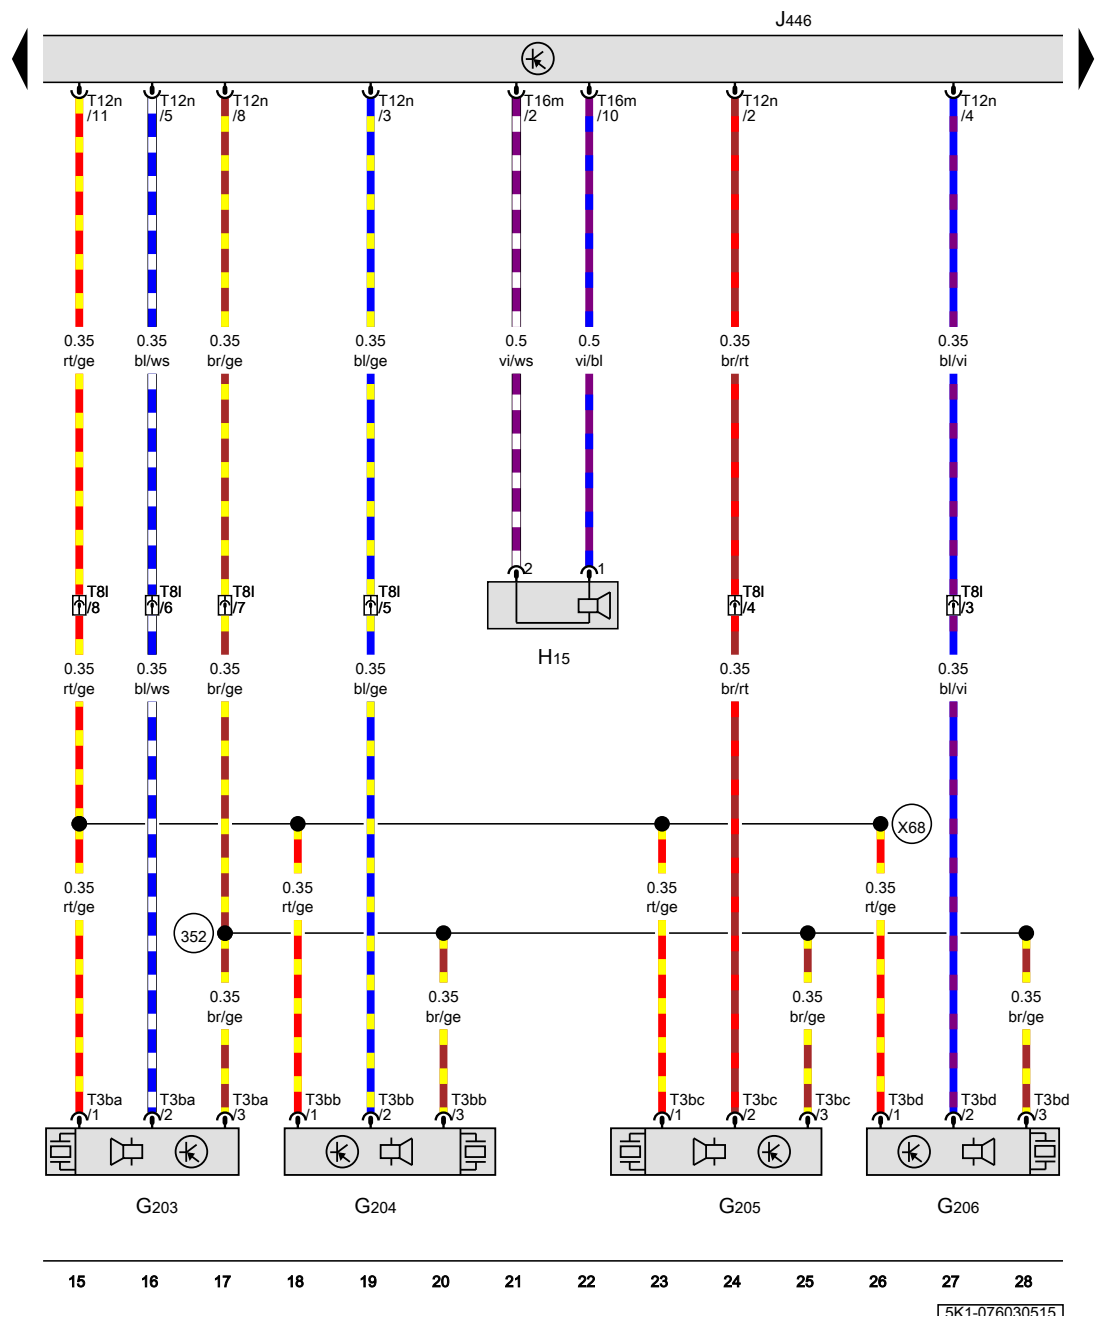 J446
T12n T12n T12n T12n T16m T16m T12n T12n
/11 /5 /8 /3 /2 /10 /2 /4
0.35 0.35 0.35 0.35 0.5 0.5 0.35 0.35
rt/ge bl/ws br/ge bl/ge vi/ws vi/bl br/rt bl/vi
2 1
T8l T8l T8l T8l T8l T8l
/8 /6 /7 /5 /4 /3
H15
0.35 0.35 0.35 0.35 0.35 0.35
rt/ge bl/ws br/ge bl/ge br/rt bl/vi
X68
0.35 0.35 0.35 0.35
rt/ge rt/ge rt/ge rt/ge
352
0.35 0.35 0.35 0.35
br/ge br/ge br/ge br/ge
T3ba T3ba T3ba T3bb T3bb T3bb T3bc T3bc T3bc T3bd T3bd T3bd
/1 /2 /3 /1 /2 /3 /1 /2 /3 /1 /2 /3
G203 G204 G205 G206
15 16 17 18 19 20 21 22 23 24 25 26 27 28
5K1-076030515